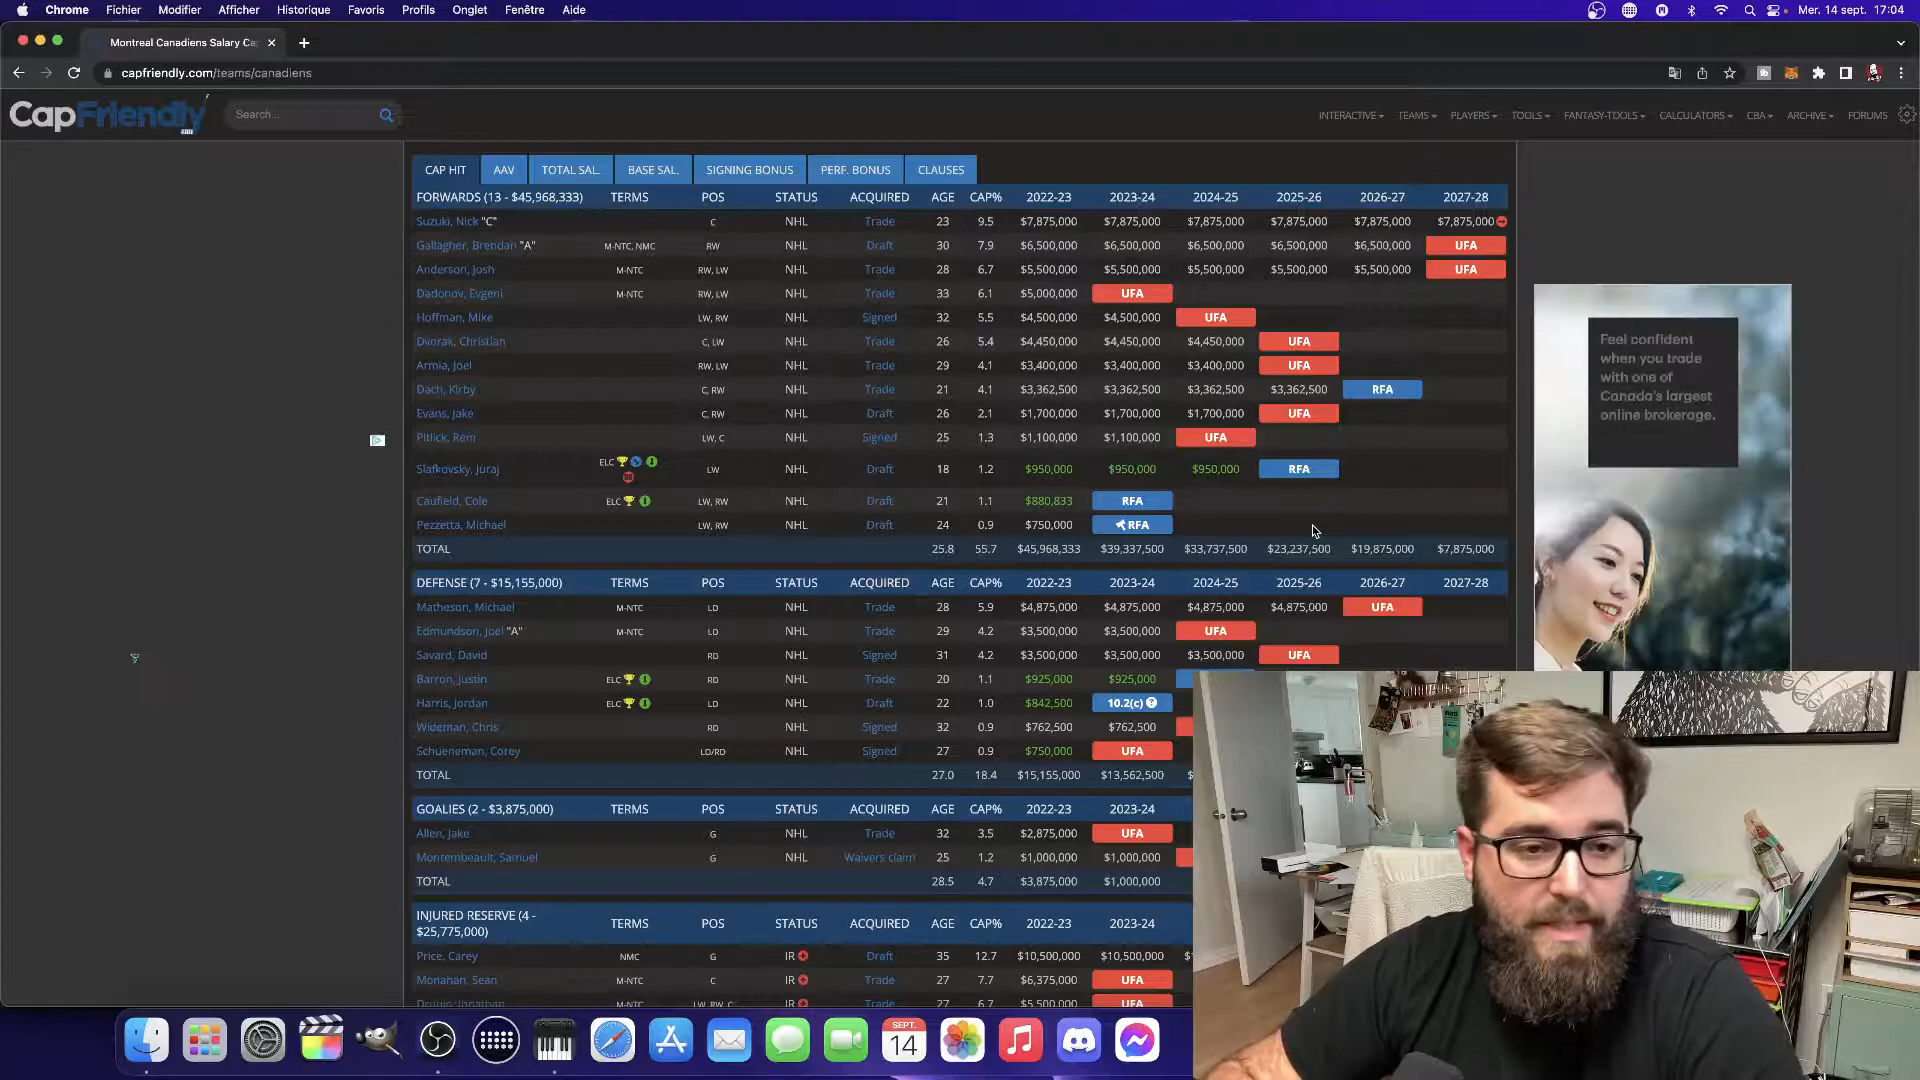 Chrome Fichier Modifier Afficher Historique Favoris Profils Onglet Fenêtre Aide Mer. 14 sept. 17:04
Montreal Canadiens Salary Ca
capfriendly.com/teams/canadiens
CapFriendly Search... INTERACTIVE TEAMS PLAYERS TOOLS FANTASY-TOOLS CALCULATORS CBA ARCHIVE FORUMS
CAP HIT AAV TOTAL SAL. BASE SAL. SIGNING BONUS PERF. BONUS CLAUSES
FORWARDS (13 - $45,968,333) TERMS POS STATUS ACQUIRED AGE CAP% 2022-23 2023-24 2024-25 2025-26 2026-27 2027-28
Suzuki, Nick "C" C NHL Trade 23 9.5 $7,875,000 $7,875,000 $7,875,000 $7,875,000 $7,875,000 $7,875,000
Gallagher, Brendan "A" M-NTC, NMC RW NHL Draft 30 7.9 $6,500,000 $6,500,000 $6,500,000 $6,500,000 $6,500,000 UFA
Anderson, Josh M-NTC RW, LW NHL Trade 28 6.7 $5,500,000 $5,500,000 $5,500,000 $5,500,000 $5,500,000 UFA
Dadonov, Evgeni M-NTC RW, LW NHL Trade 33 6.1 $5,000,000 UFA
Hoffman, Mike LW, RW NHL Signed 32 5.5 $4,500,000 $4,500,000 UFA
Dvorak, Christian C, LW NHL Trade 26 5.4 $4,450,000 $4,450,000 $4,450,000 UFA
Armia, Joel RW, LW NHL Trade 29 4.1 $3,400,000 $3,400,000 $3,400,000 UFA
Dach, Kirby C, RW NHL Trade 21 4.1 $3,362,500 $3,362,500 $3,362,500 $3,362,500 RFA
Evans, Jake C, RW NHL Draft 26 2.1 $1,700,000 $1,700,000 $1,700,000 UFA
Pitlick, Rem LW, C NHL Signed 25 1.3 $1,100,000 $1,100,000 UFA
Slafkovsky, Juraj ELC LW NHL Draft 18 1.2 $950,000 $950,000 $950,000 RFA
Caufield, Cole ELC LW, RW NHL Draft 21 1.1 $880,833 RFA
Pezzetta, Michael LW, RW NHL Draft 24 0.9 $750,000 RFA
TOTAL 25.8 55.7 $45,968,333 $39,337,500 $33,737,500 $23,237,500 $19,875,000 $7,875,000
DEFENSE (7 - $15,155,000) TERMS POS STATUS ACQUIRED AGE CAP% 2022-23 2023-24 2024-25 2025-26 2026-27 2027-28
Matheson, Michael M-NTC LD NHL Trade 28 5.9 $4,875,000 $4,875,000 $4,875,000 $4,875,000 UFA
Edmundson, Joel "A" M-NTC LD NHL Trade 29 4.2 $3,500,000 $3,500,000 UFA
Savard, David RD NHL Signed 31 4.2 $3,500,000 $3,500,000 $3,500,000 UFA
Barron, Justin ELC RD NHL Trade 20 1.1 $925,000 $925,000
Harris, Jordan ELC LD NHL Draft 22 1.0 $842,500 10.2(c)
Wideman, Chris RD NHL Signed 32 0.9 $762,500 $762,500
Schueneman, Corey LD/RD NHL Signed 27 0.9 $750,000 UFA
TOTAL 27.0 18.4 $15,155,000 $13,562,500
GOALIES (2 - $3,875,000) TERMS POS STATUS ACQUIRED AGE CAP% 2022-23 2023-24
Allen, Jake G NHL Trade 32 3.5 $2,875,000 UFA
Montembeault, Samuel G NHL Waivers claim 25 1.2 $1,000,000 $1,000,000
TOTAL 28.5 4.7 $3,875,000 $1,000,000
INJURED RESERVE (4 -
$25,775,000) TERMS POS STATUS ACQUIRED AGE CAP% 2022-23 2023-24
Price, Carey NMC G IR Draft 35 12.7 $10,500,000 $10,500,000
Monahan, Sean M-NTC C IR Trade 27 7.7 $6,375,000 UFA
Drouin, Jonathan M-NTC LW, RW, C IR Trade 27 6.7 $5,500,000 UFA
Feel confident
when you trade
with one of
Canada's largest
online brokerage.
SEPT.
14